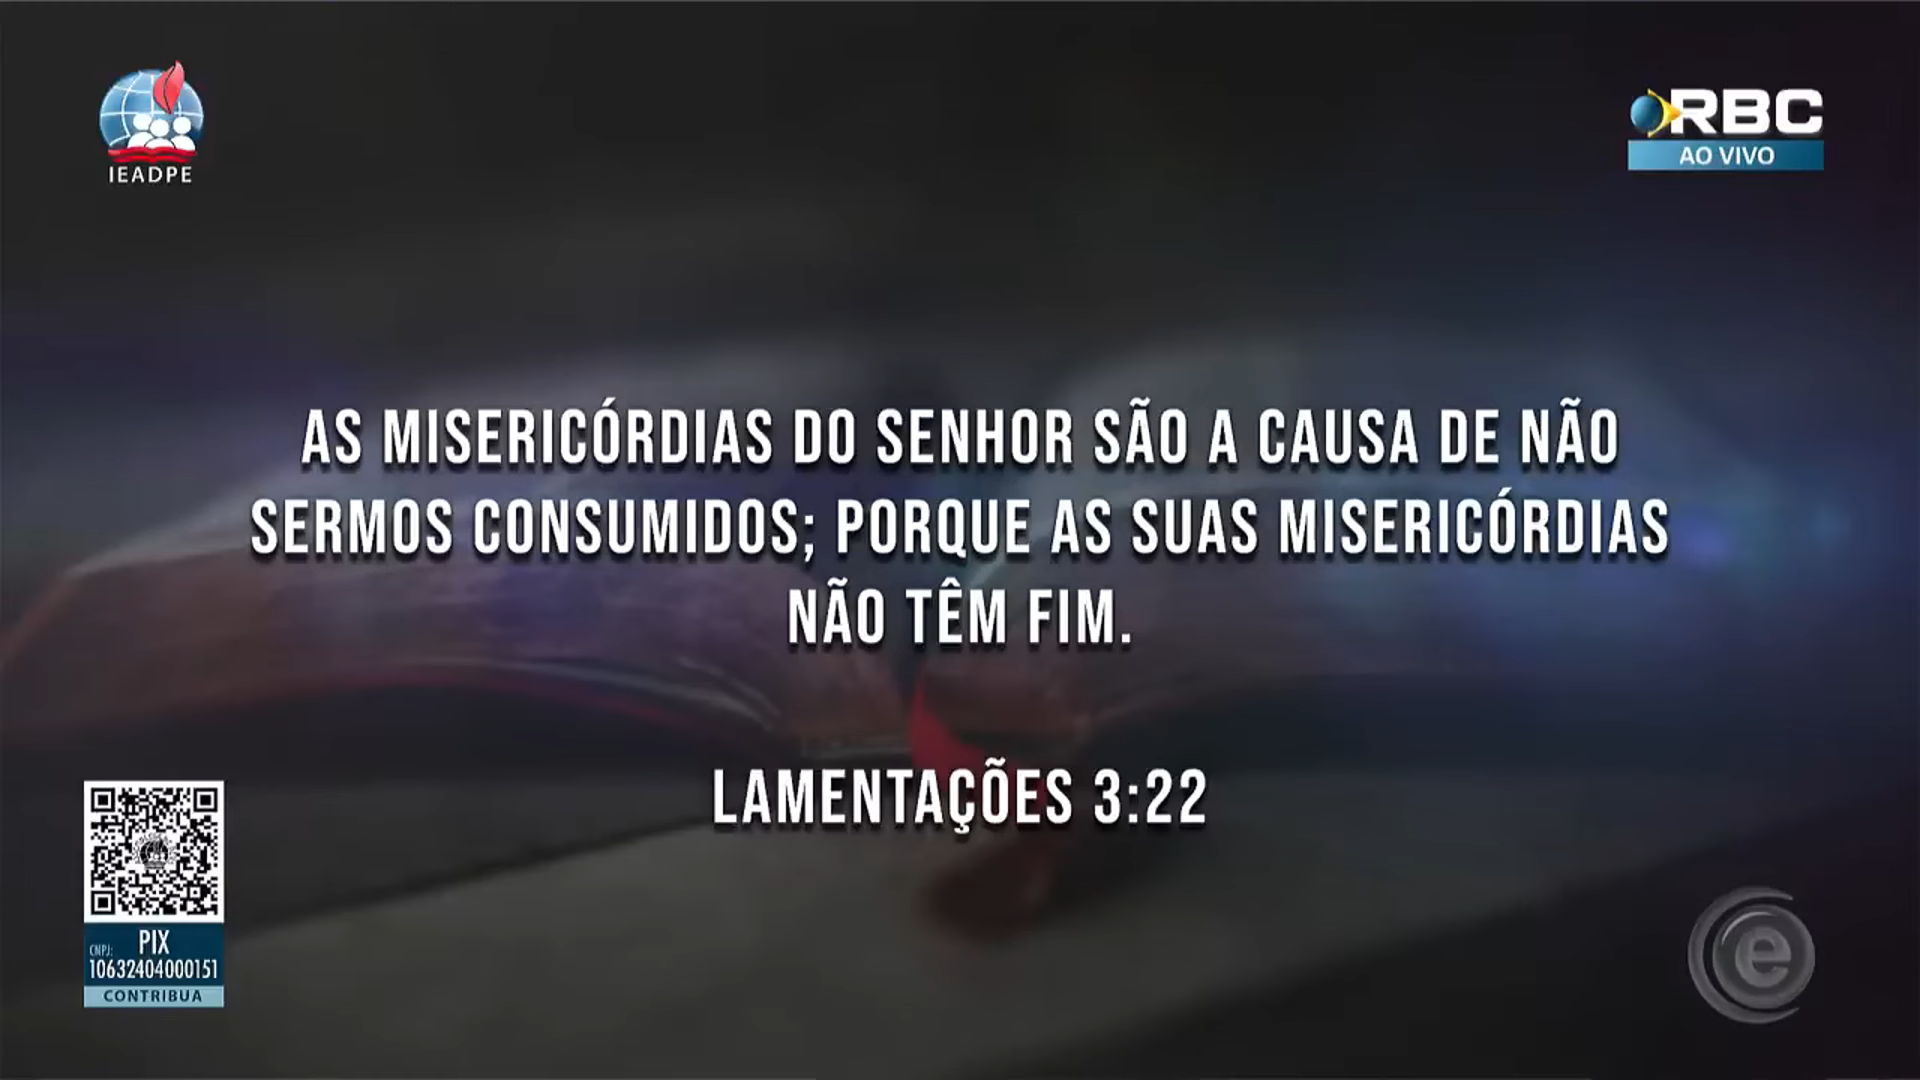 IEADPE
RBC
AO VIVO
AS MISERICÓRDIAS DO SENHOR SÃO A CAUSA DE NÃO
SERMOS CONSUMIDOS; PORQUE AS SUAS MISERICÓRDIAS
NÃO TÊM FIM.
LAMENTAÇÕES 3:22
CNPJ: PIX
10632404000151
CONTRIBUA
e